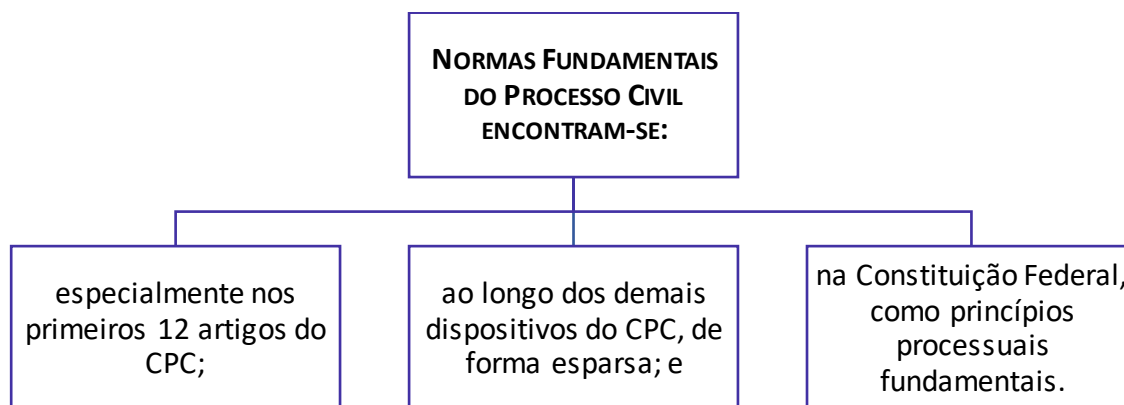 NORMAS FUNDAMENTAIS
DO PROCESSO CIVIL
ENCONTRAM-SE:
especialmente nos
primeiros 12 artigos do
CPC;
ao longo dos demais
dispositivos do CPC, de
forma esparsa; e
na Constituição Federal,
como princípios
processuais
fundamentais.